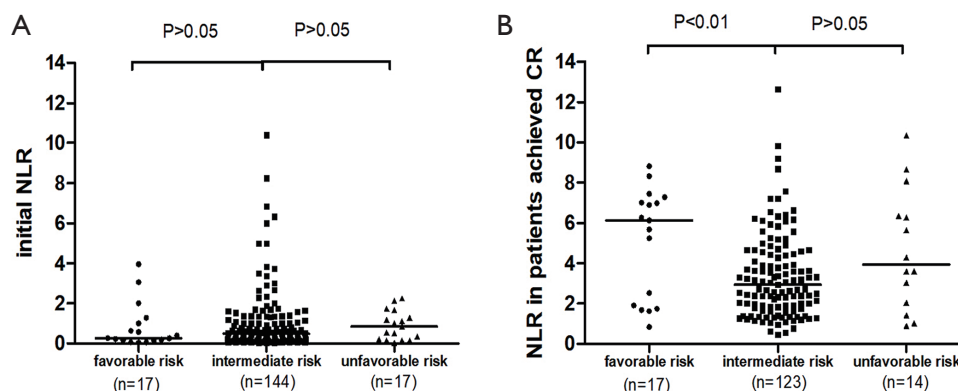 A
P>0.05 P>0.05
14
12
10
8
6
4
2
0
initial NLR
favorable risk intermediate risk unfavorable risk
(n=17) (n=144) (n=17)
B
P<0.01 P>0.05
14
12
10
8
6
4
2
0
NLR in patients achieved CR
favorable risk intermediate risk unfavorable risk
(n=17) (n=123) (n=14)